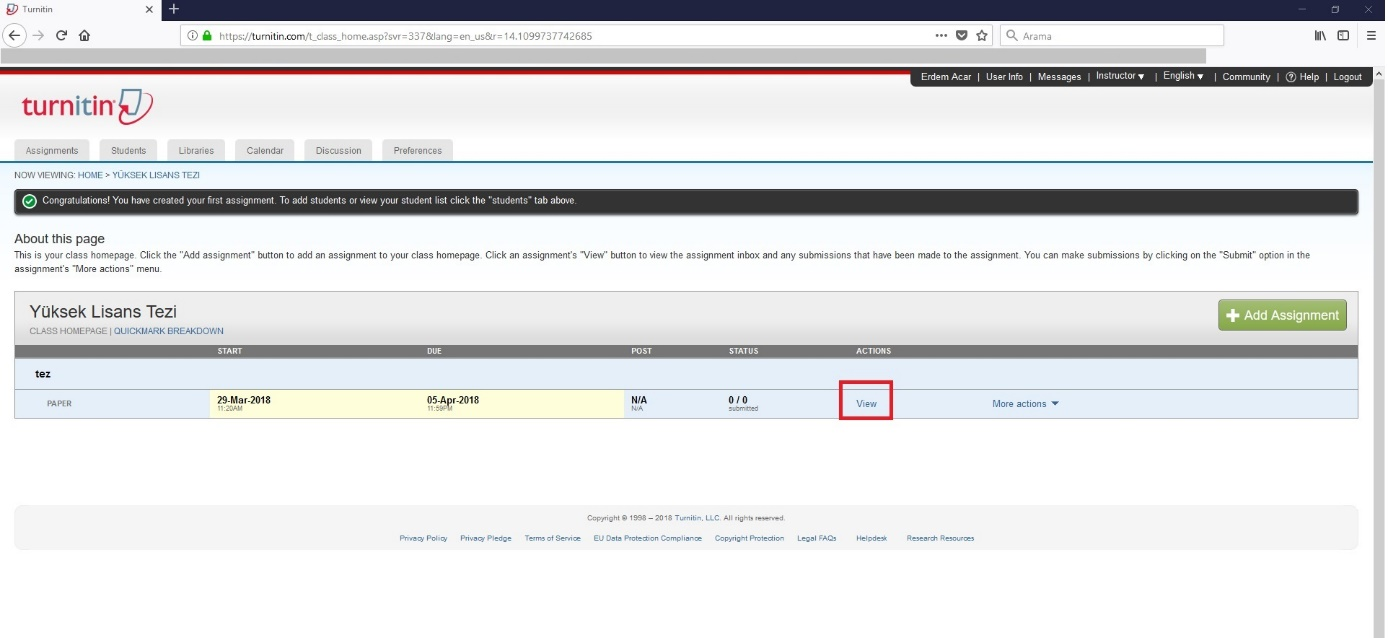 Turnitin
https://turnitin.com/t_class_home.asp?svr=337&lang=en_us&r=14.1099737742685
Arama
Erdem Acar | User Info | Messages | Instructor ▼ | English ▼ | Community | ? Help | Logout
turnitin
Assignments Students Libraries Calendar Discussion Preferences
NOW VIEWING: HOME > YÜKSEK LISANS TEZI
Congratulations! You have created your first assignment. To add students or view your student list click the "students" tab above.
About this page
This is your class homepage. Click the "Add assignment" button to add an assignment to your class homepage. Click an assignment's "View" button to view the assignment inbox and any submissions that have been made to the assignment. You can make submissions by clicking on the "Submit" option in the
assignment's "More actions" menu.
Yüksek Lisans Tezi
+ Add Assignment
CLASS HOMEPAGE | QUICKMARK BREAKDOWN
START DUE POST STATUS ACTIONS
tez
PAPER 29-Mar-2018 05-Apr-2018 N/A 0 / 0 View More actions ▼
11:20AM 11:59PM N/A submitted
Copyright © 1998 – 2018 Turnitin, LLC. All rights reserved.
Privacy Policy Privacy Pledge Terms of Service EU Data Protection Compliance Copyright Protection Legal FAQs Helpdesk Research Resources